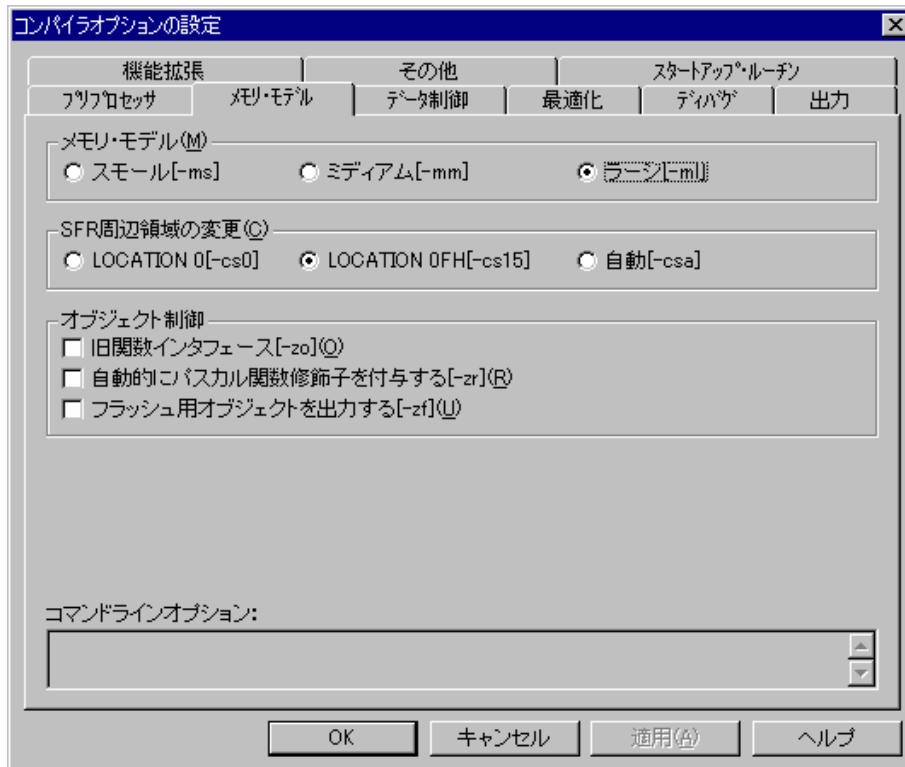 コンパイラオプションの設定
機能拡張 その他 ｽﾀｰﾄｱｯﾌﾟ･ﾙｰﾁﾝ
ﾌﾟﾘﾌﾟﾛｾｯｻ ﾒﾓﾘ･ﾓﾃﾞﾙ ﾃﾞｰﾀ制御 最適化 ﾃﾞｨﾊﾞｸﾞ 出力
メモリ・モデル(M)
スモール[-ms] ミディアム[-mm] ラージ[-ml]
SFR周辺領域の変更(C)
LOCATION 0[-cs0] LOCATION 0FH[-cs15] 自動[-csa]
オブジェクト制御
旧関数インタフェース[-zo](O)
自動的にパスカル関数修飾子を付与する[-zr](R)
フラッシュ用オブジェクトを出力する[-zf](U)
コマンドラインオプション:
OK キャンセル 適用(A) ヘルプ